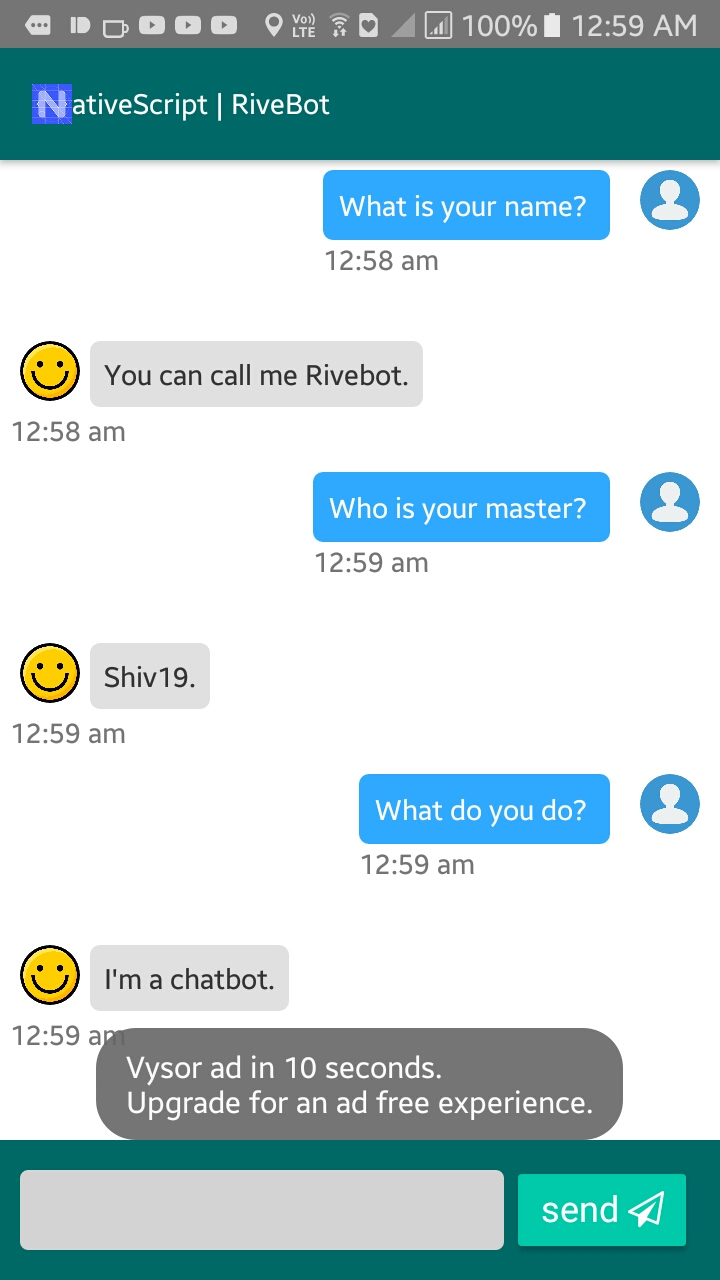 Vo) LTE 100% 12:59 AM
NativeScript | RiveBot
What is your name?
12:58 am
You can call me Rivebot.
12:58 am
Who is your master?
12:59 am
Shiv19.
12:59 am
What do you do?
12:59 am
I'm a chatbot.
12:59 am
Vysor ad in 10 seconds.
Upgrade for an ad free experience.
send